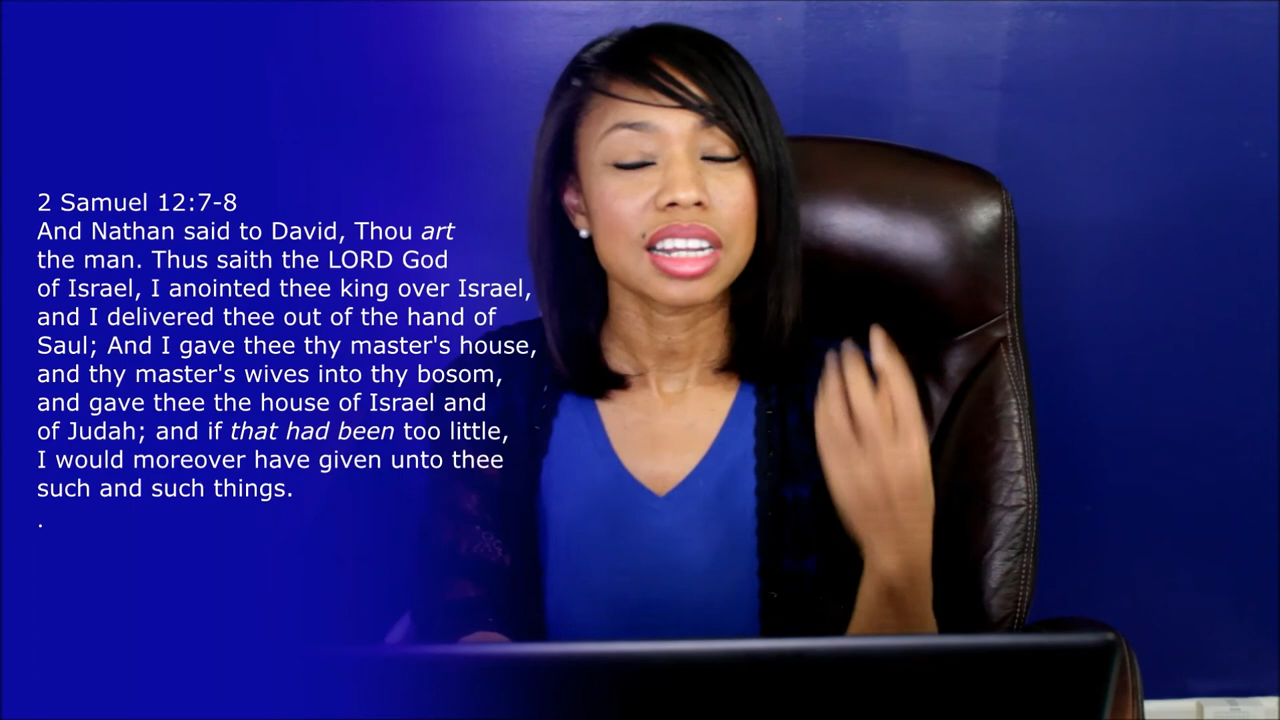 2 Samuel 12:7-8
And Nathan said to David, Thou art
the man. Thus saith the LORD God
of Israel, I anointed thee king over Israel,
and I delivered thee out of the hand of
Saul; And I gave thee thy master's house,
and thy master's wives into thy bosom,
and gave thee the house of Israel and
of Judah; and if that had been too little,
I would moreover have given unto thee
such and such things.
.